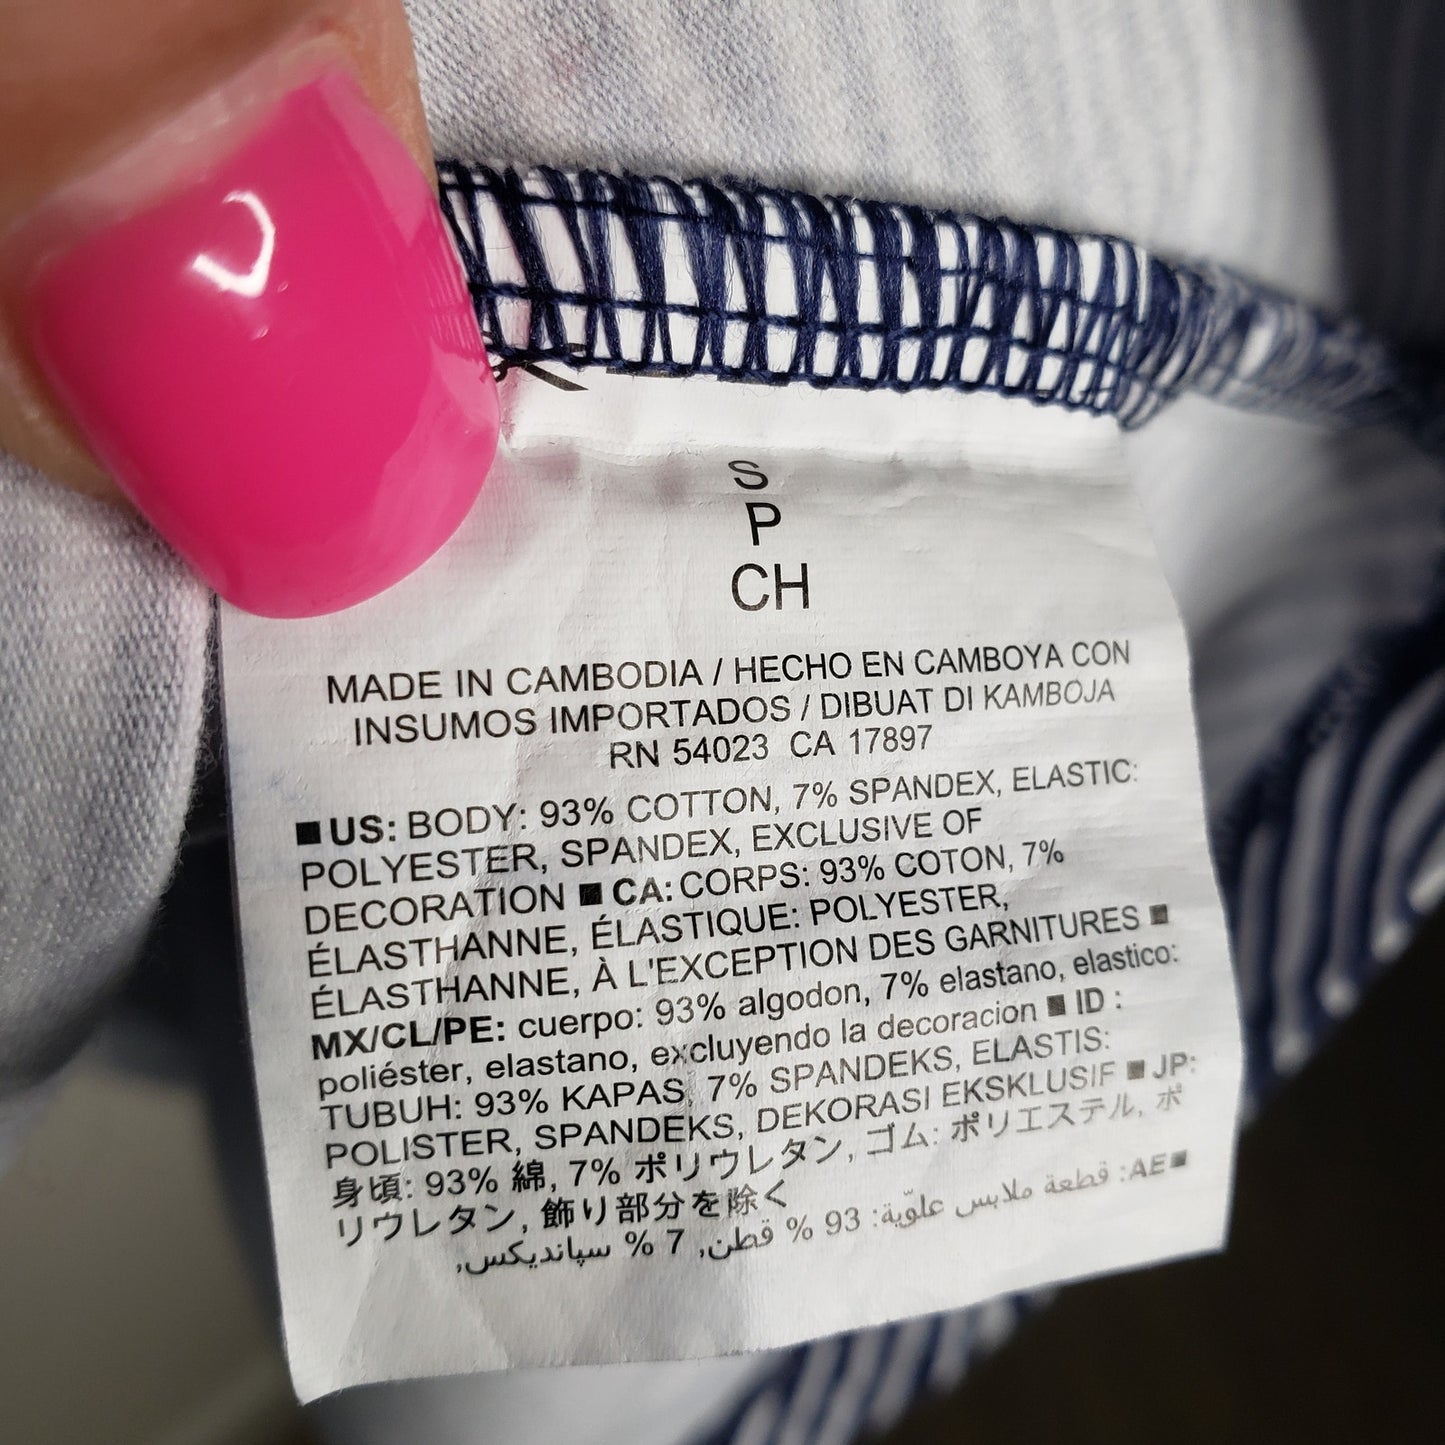 S
P
CH
MADE IN CAMBODIA / HECHO EN CAMBOYA CON
INSUMOS IMPORTADOS / DIBUAT DI KAMBOJA
RN 54023 CA 17897
■ US: BODY: 93% COTTON, 7% SPANDEX, ELASTIC:
POLYESTER, SPANDEX, EXCLUSIVE OF
DECORATION ■ CA: CORPS: 93% COTON, 7%
ÉLASTHANNE, ÉLASTIQUE: POLYESTER,
ÉLASTHANNE, À L'EXCEPTION DES GARNITURES ■
MX/CL/PE: cuerpo: 93% algodon, 7% elastano, elastico:
poliéster, elastano, excluyendo la decoracion ■ ID :
TUBUH: 93% KAPAS, 7% SPANDEKS, ELASTIS:
POLISTER, SPANDEKS, DEKORASI EKSKLUSIF ■ JP:
身頃: 93% 綿, 7% ポリウレタン, ゴム: ポリエステル, ポ
リウレタン, 飾り部分を除く
■AE: قطعة ملابس علوّية: 93 % قطن, 7 % سپانديكس,